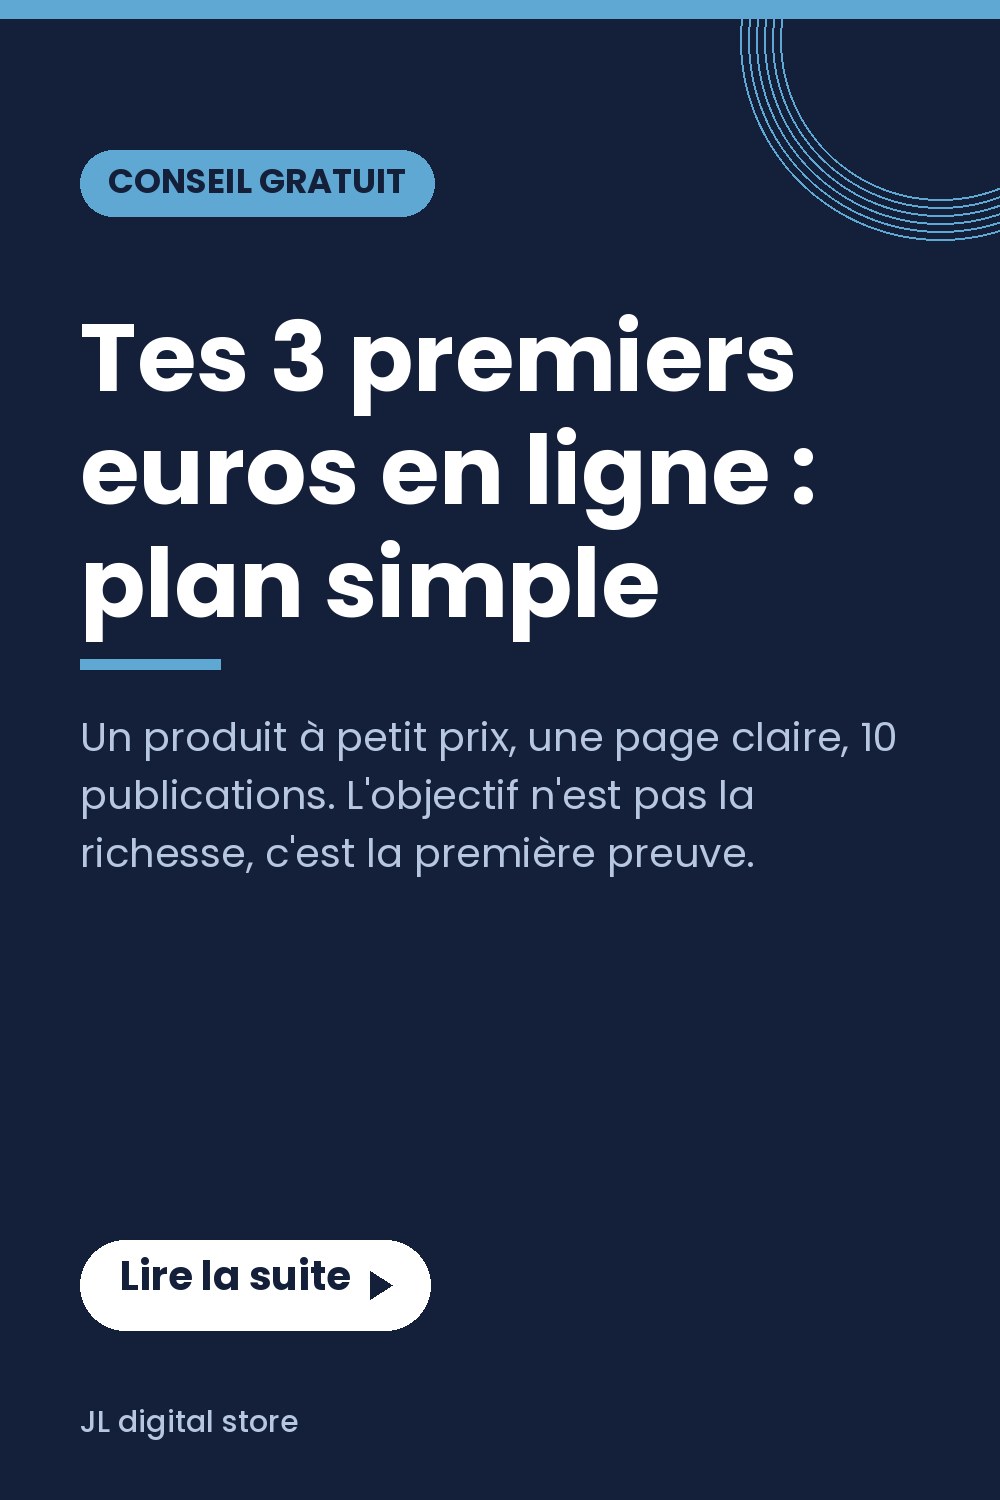 CONSEIL GRATUIT
Tes 3 premiers
euros en ligne :
plan simple
Un produit à petit prix, une page claire, 10
publications. L'objectif n'est pas la
richesse, c'est la première preuve.
Lire la suite
JL digital store